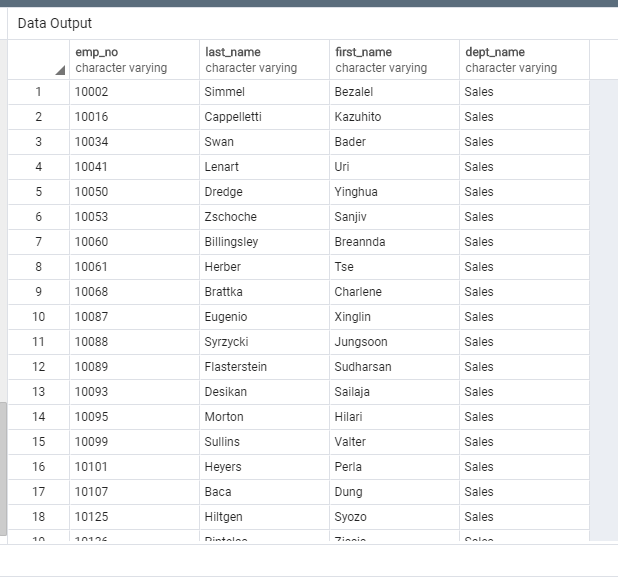 Data Output
emp_no last_name first_name dept_name
character varying character varying character varying character varying
1 10002 Simmel Bezalel Sales
2 10016 Cappelletti Kazuhito Sales
3 10034 Swan Bader Sales
4 10041 Lenart Uri Sales
5 10050 Dredge Yinghua Sales
6 10053 Zschoche Sanjiv Sales
7 10060 Billingsley Breannda Sales
8 10061 Herber Tse Sales
9 10068 Brattka Charlene Sales
10 10087 Eugenio Xinglin Sales
11 10088 Syrzycki Jungsoon Sales
12 10089 Flasterstein Sudharsan Sales
13 10093 Desikan Sailaja Sales
14 10095 Morton Hilari Sales
15 10099 Sullins Valter Sales
16 10101 Heyers Perla Sales
17 10107 Baca Dung Sales
18 10125 Hiltgen Syozo Sales
19 Sales